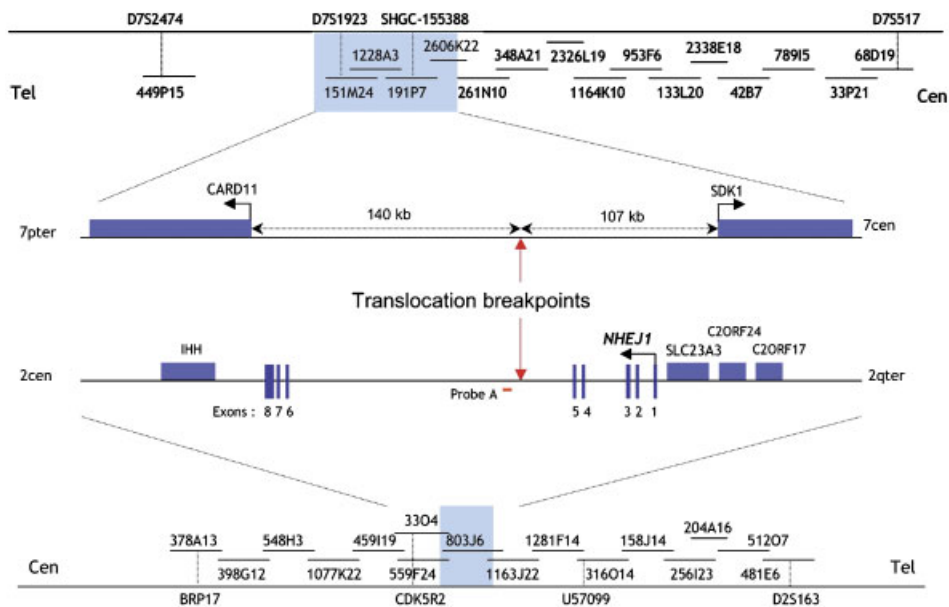 D7S2474 D7S1923 SHGC-155388 D7S517
1228A3 2606K22 348A21 2326L19 953F6 2338E18 789I5 68D19
Tel 449P15 151M24 191P7 261N10 1164K10 133L20 42B7 33P21 Cen
CARD11 SDK1
140 kb 107 kb
7pter 7cen
Translocation breakpoints
C2ORF24
IHH NHEJ1 SLC23A3 C2ORF17
2cen 2qter
Probe A
Exons : 8 7 6 5 4 3 2 1
33O4 204A16
378A13 548H3 459I19 803J6 1281F14 158J14 512O7
Cen Tel
398G12 1077K22 559F24 1163J22 316O14 256I23 481E6
BRP17 CDK5R2 U57099 D2S163